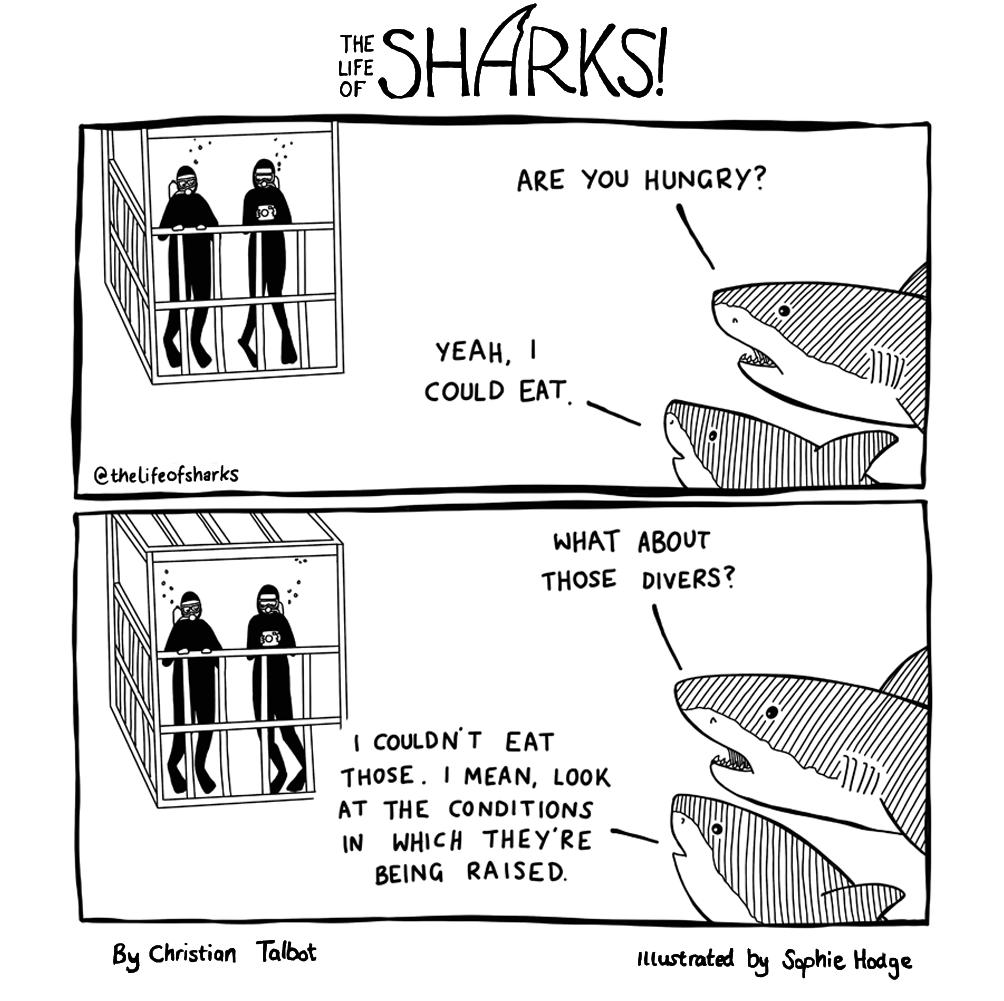 THE
LIFE
OF
SHARKS!
ARE YOU HUNGRY?
YEAH, I
COULD EAT.
@thelifeofsharks
WHAT ABOUT
THOSE DIVERS?
I COULDN'T EAT
THOSE. I MEAN, LOOK
AT THE CONDITIONS
IN WHICH THEY'RE
BEING RAISED.
By Christian Talbot
Illustrated by Sophie Hodge